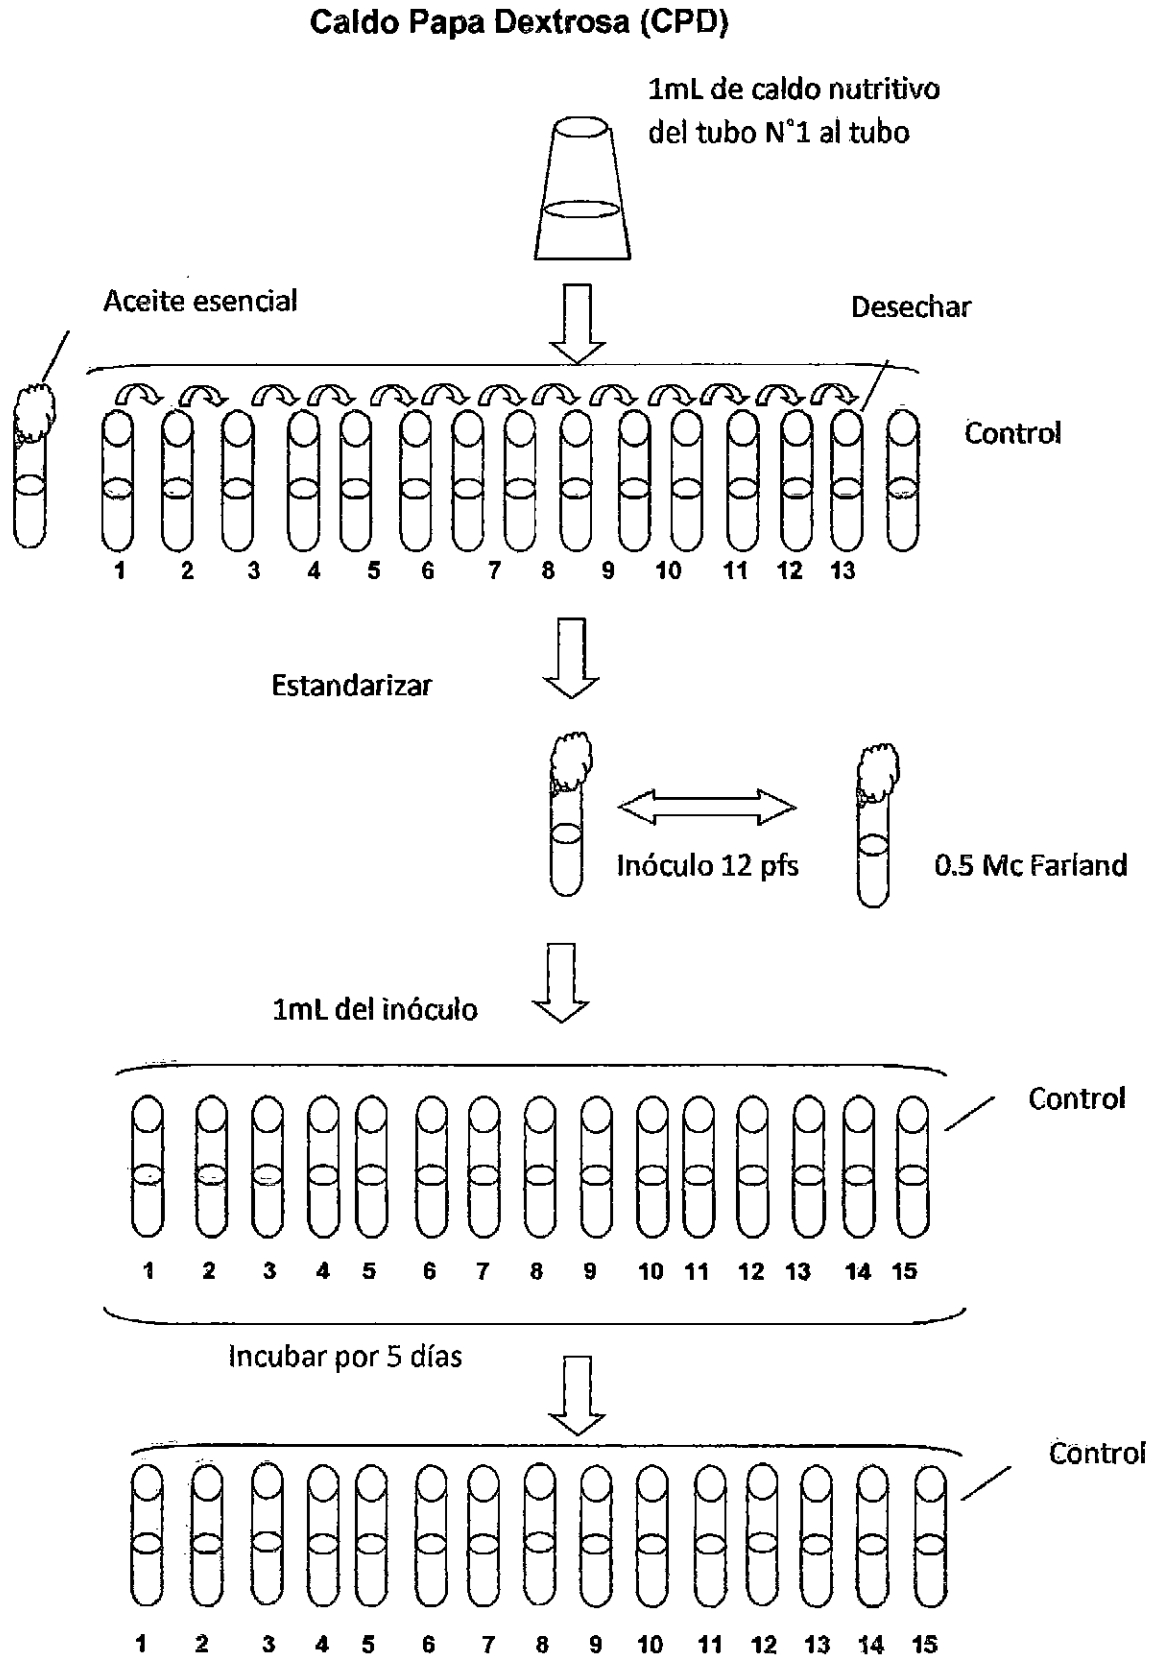 Caldo Papa Dextrosa (CPD)
1mL de caldo nutritivo
del tubo N°1 al tubo
Aceite esencial
Desechar
Control
1 2 3 4 5 6 7 8 9 10 11 12 13
Estandarizar
Inóculo 12 pfs
0.5 Mc Farland
1mL del inóculo
Control
1 2 3 4 5 6 7 8 9 10 11 12 13 14 15
Incubar por 5 días
Control
1 2 3 4 5 6 7 8 9 10 11 12 13 14 15